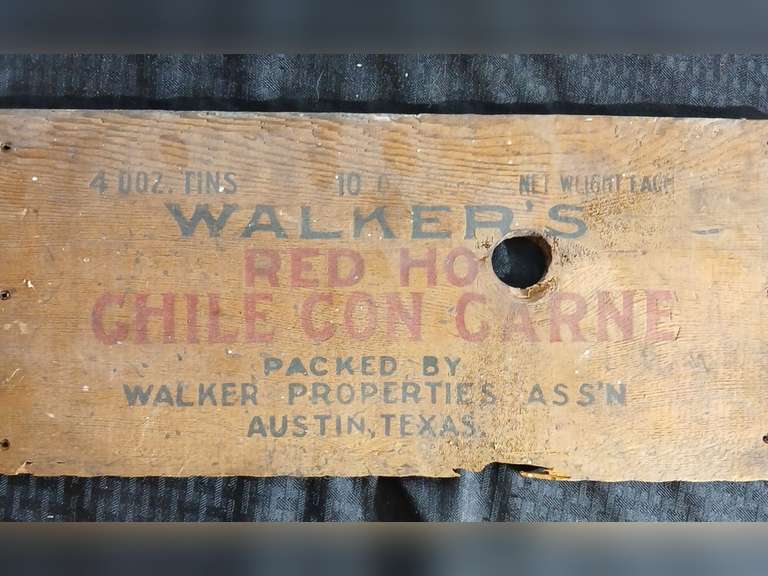 4 DOZ. TINS 10 NET WEIGHT EACH
WALKER'S
RED HO
CHILE CON CARNE
PACKED BY
WALKER PROPERTIES ASS'N
AUSTIN, TEXAS.